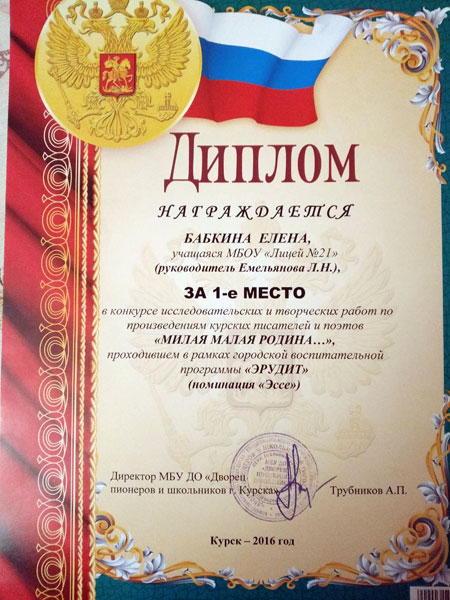 Диплом
НАГРАЖДАЕТСЯ
БАБКИНА ЕЛЕНА,
учащаяся МБОУ «Лицей №21»
(руководитель Емельянова Л.Н.),
ЗА 1-е МЕСТО
в конкурсе исследовательских и творческих работ по
произведениям курских писателей и поэтов
«МИЛАЯ МАЛАЯ РОДИНА…»,
проходившем в рамках городской воспитательной
программы «ЭРУДИТ»
(номинация «Эссе»)
Директор МБУ ДО «Дворец
пионеров и школьников г. Курска»
Трубников А.П.
Курск – 2016 год